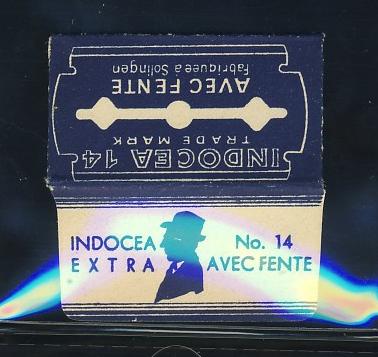 INDOCEA 14
TRADE MARK
AVEC FENTE
Fabriquee à Solingen
INDOCEA No. 14
EXTRA AVEC FENTE